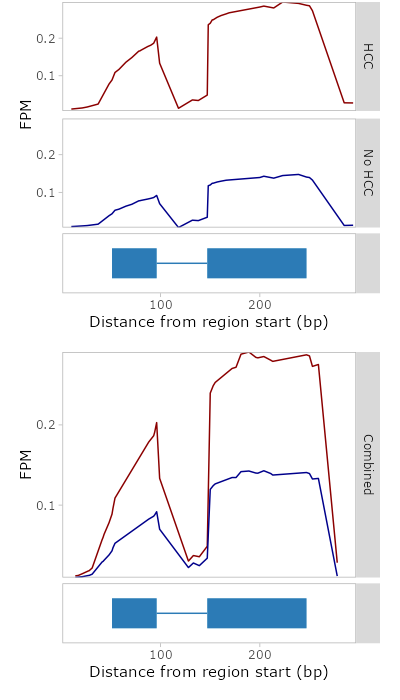 0.2
0.1
HCC
FPM
0.2
0.1
No HCC
100
200
Distance from region start (bp)
0.2
0.1
FPM
Combined
100
200
Distance from region start (bp)